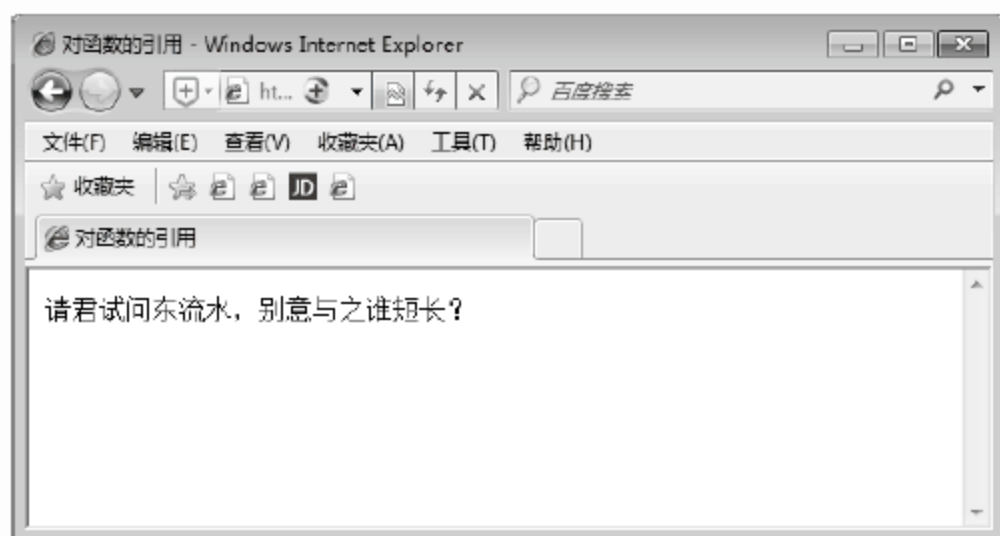 对函数的引用 - Windows Internet Explorer
ht... 百度搜索
文件(F) 编辑(E) 查看(V) 收藏夹(A) 工具(T) 帮助(H)
收藏夹 JD
对函数的引用
请君试问东流水，别意与之谁短长？